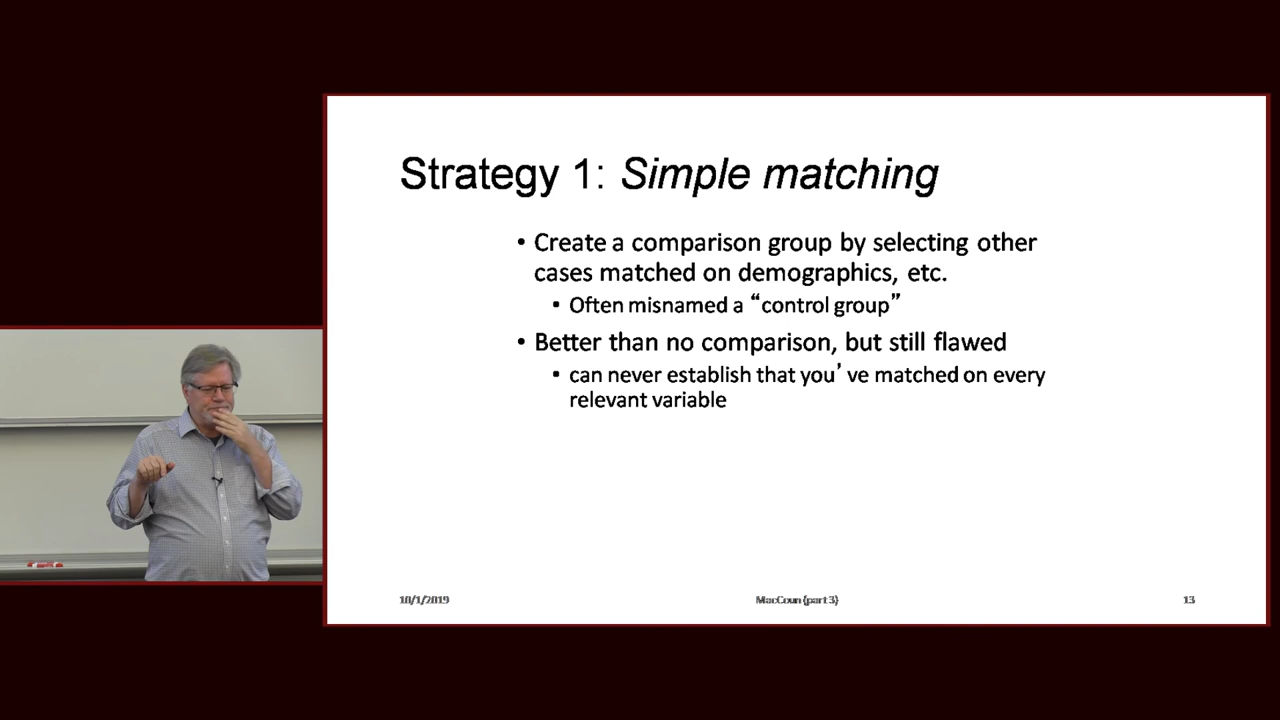 Strategy 1: Simple matching
• Create a comparison group by selecting other
cases matched on demographics, etc.
• Often misnamed a “control group”
• Better than no comparison, but still flawed
• can never establish that you’ ve matched on every
relevant variable
10/1/2019 MacCoun (part 3) 13